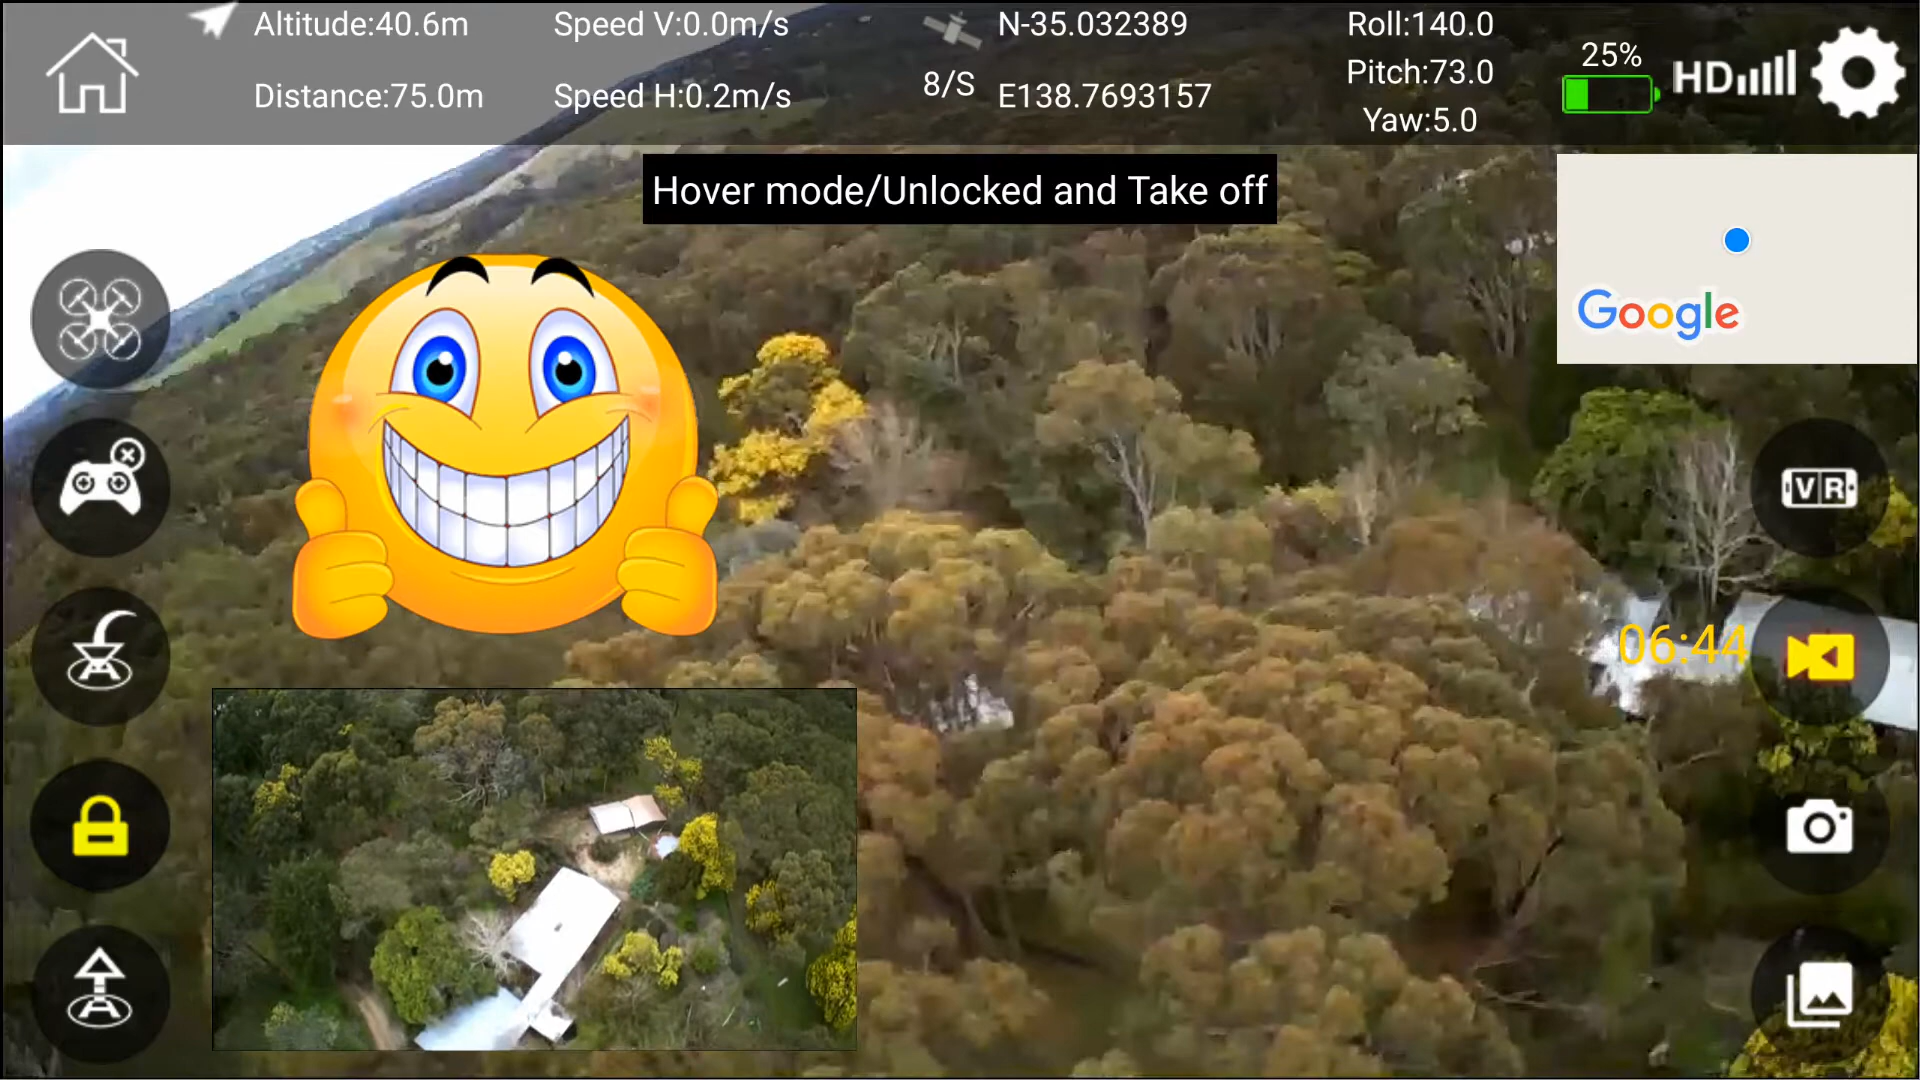 Altitude:40.6m
Speed V:0.0m/s
N-35.032389
Roll:140.0
25%
HD
Distance:75.0m
Speed H:0.2m/s
8/S
E138.7693157
Pitch:73.0
Yaw:5.0
Hover mode/Unlocked and Take off
Google
VR
06:44